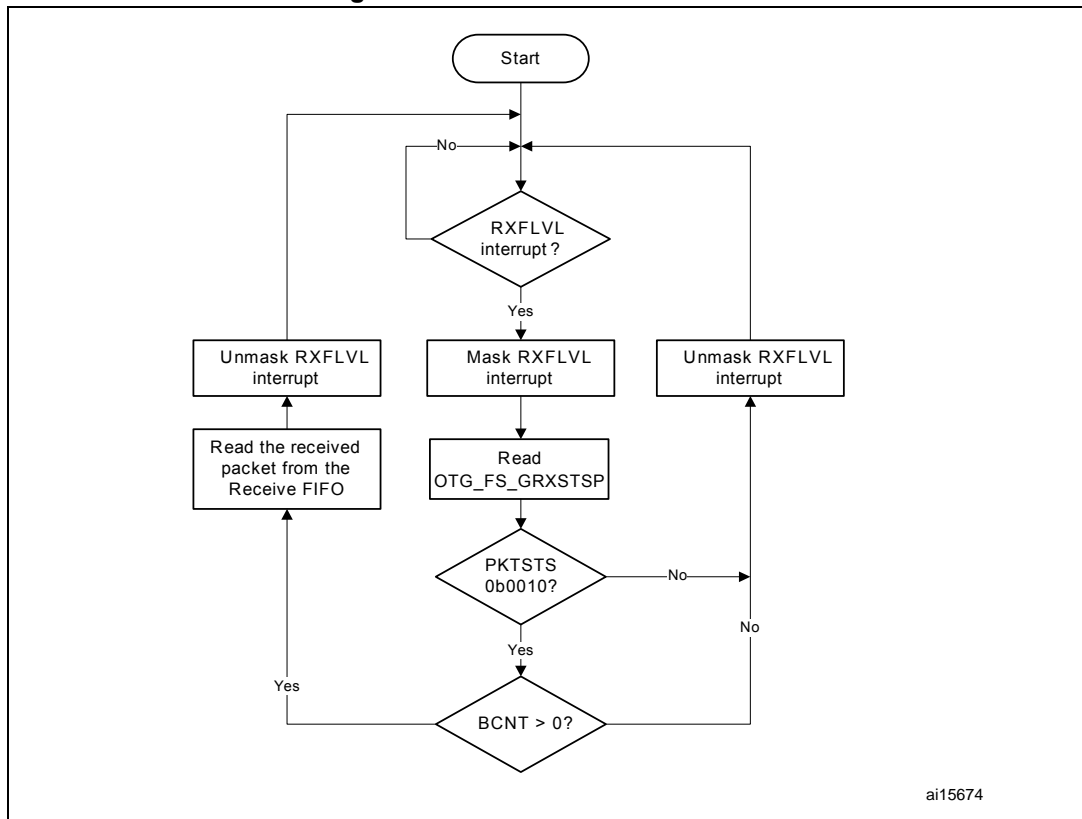 Start
No
RXFLVL
interrupt ?
Yes
Unmask RXFLVL
interrupt
Mask RXFLVL
interrupt
Unmask RXFLVL
interrupt
Read the received
packet from the
Receive FIFO
Read
OTG_FS_GRXSTSP
PKTSTS
0b0010?
No
No
Yes
Yes
BCNT > 0?
ai15674